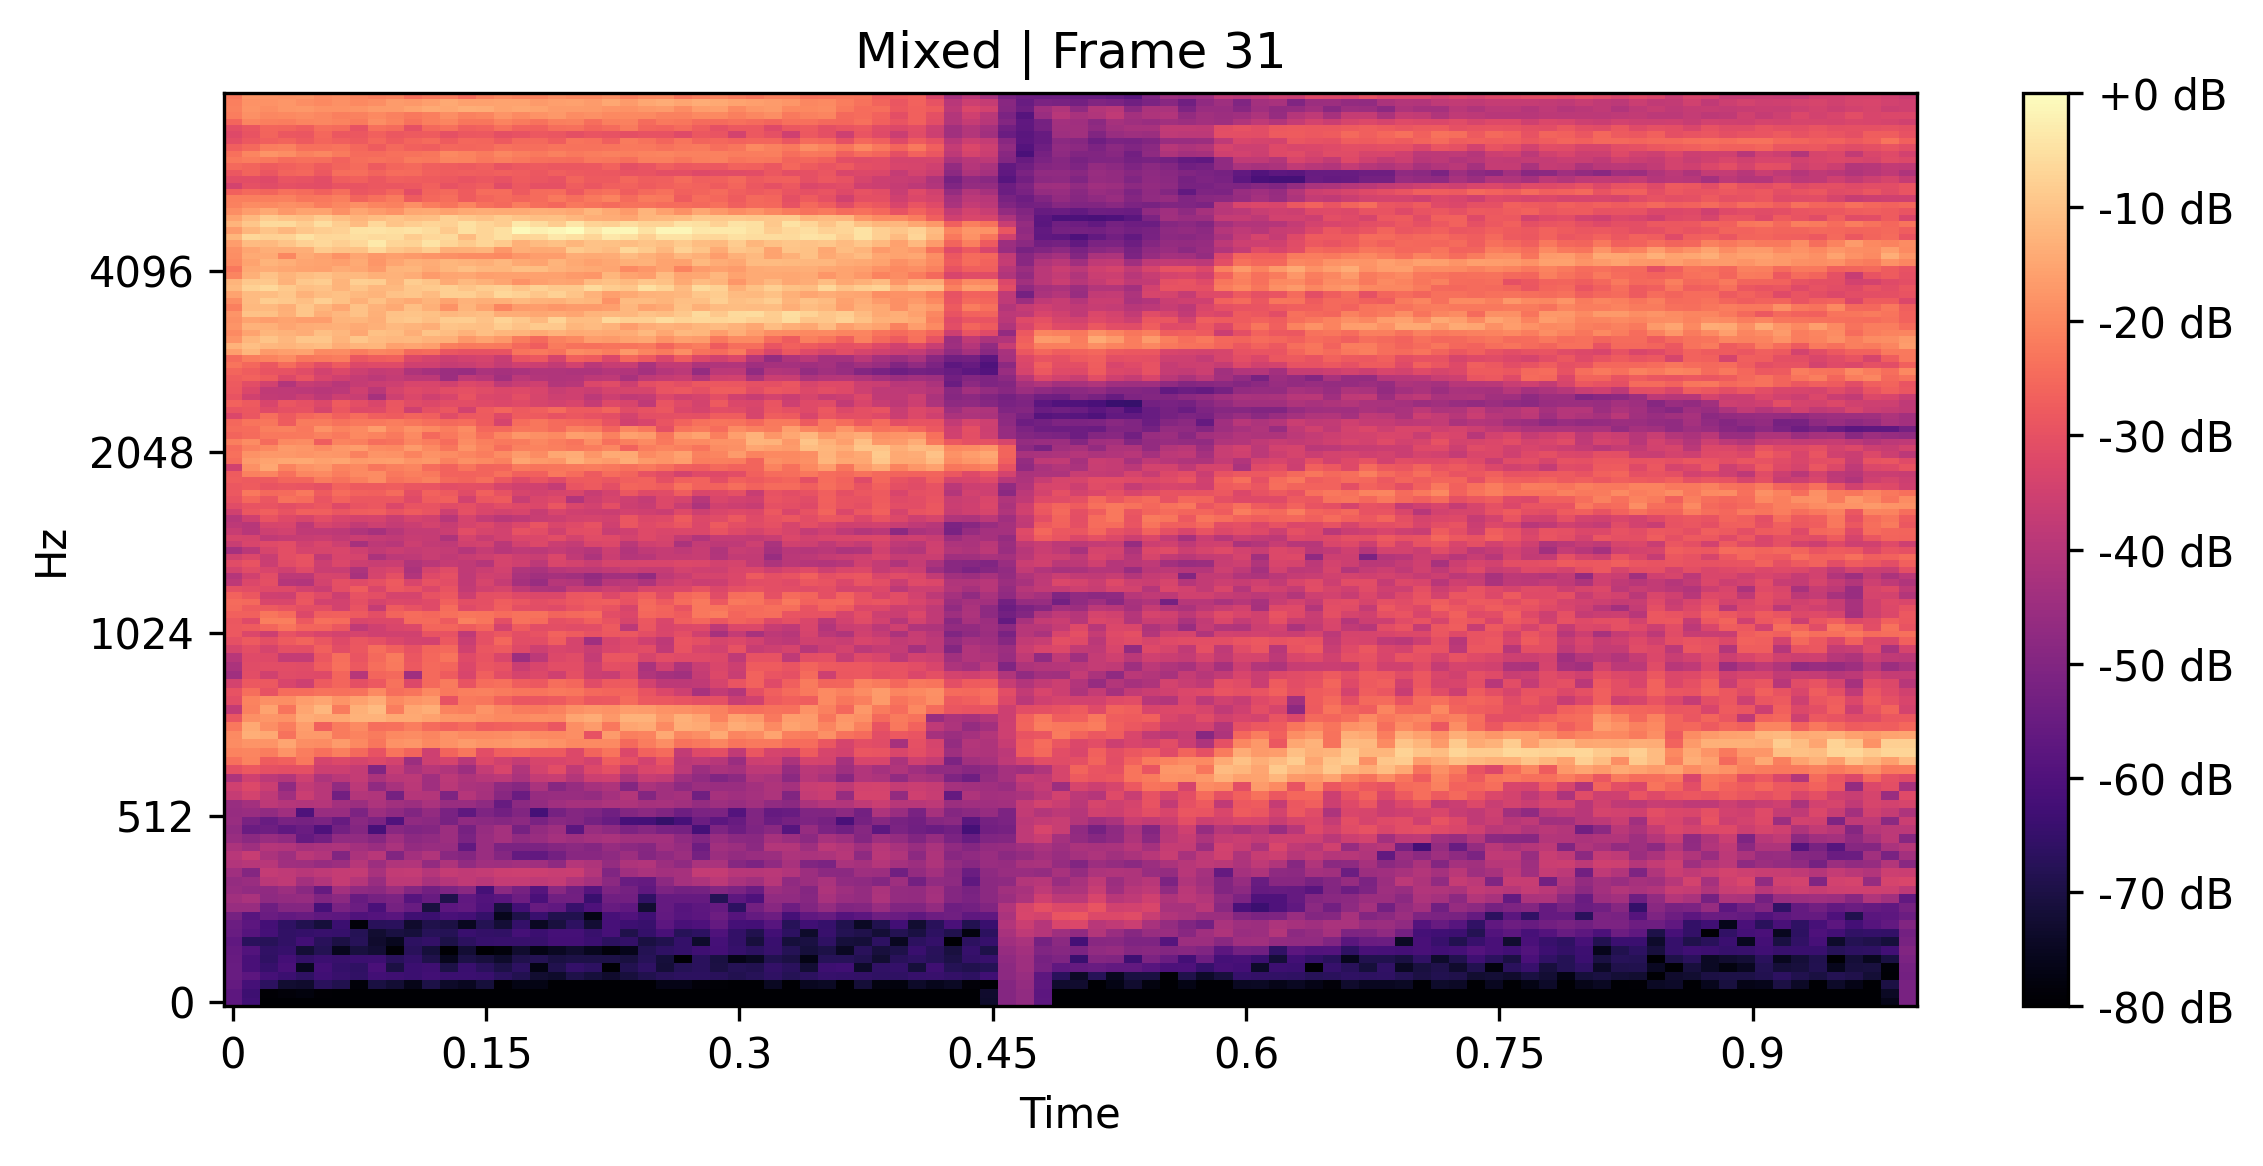 Mixed | Frame 31
Hz
4096
2048
1024
512
0
0 0.15 0.3 0.45 0.6 0.75 0.9
Time
+0 dB
-10 dB
-20 dB
-30 dB
-40 dB
-50 dB
-60 dB
-70 dB
-80 dB